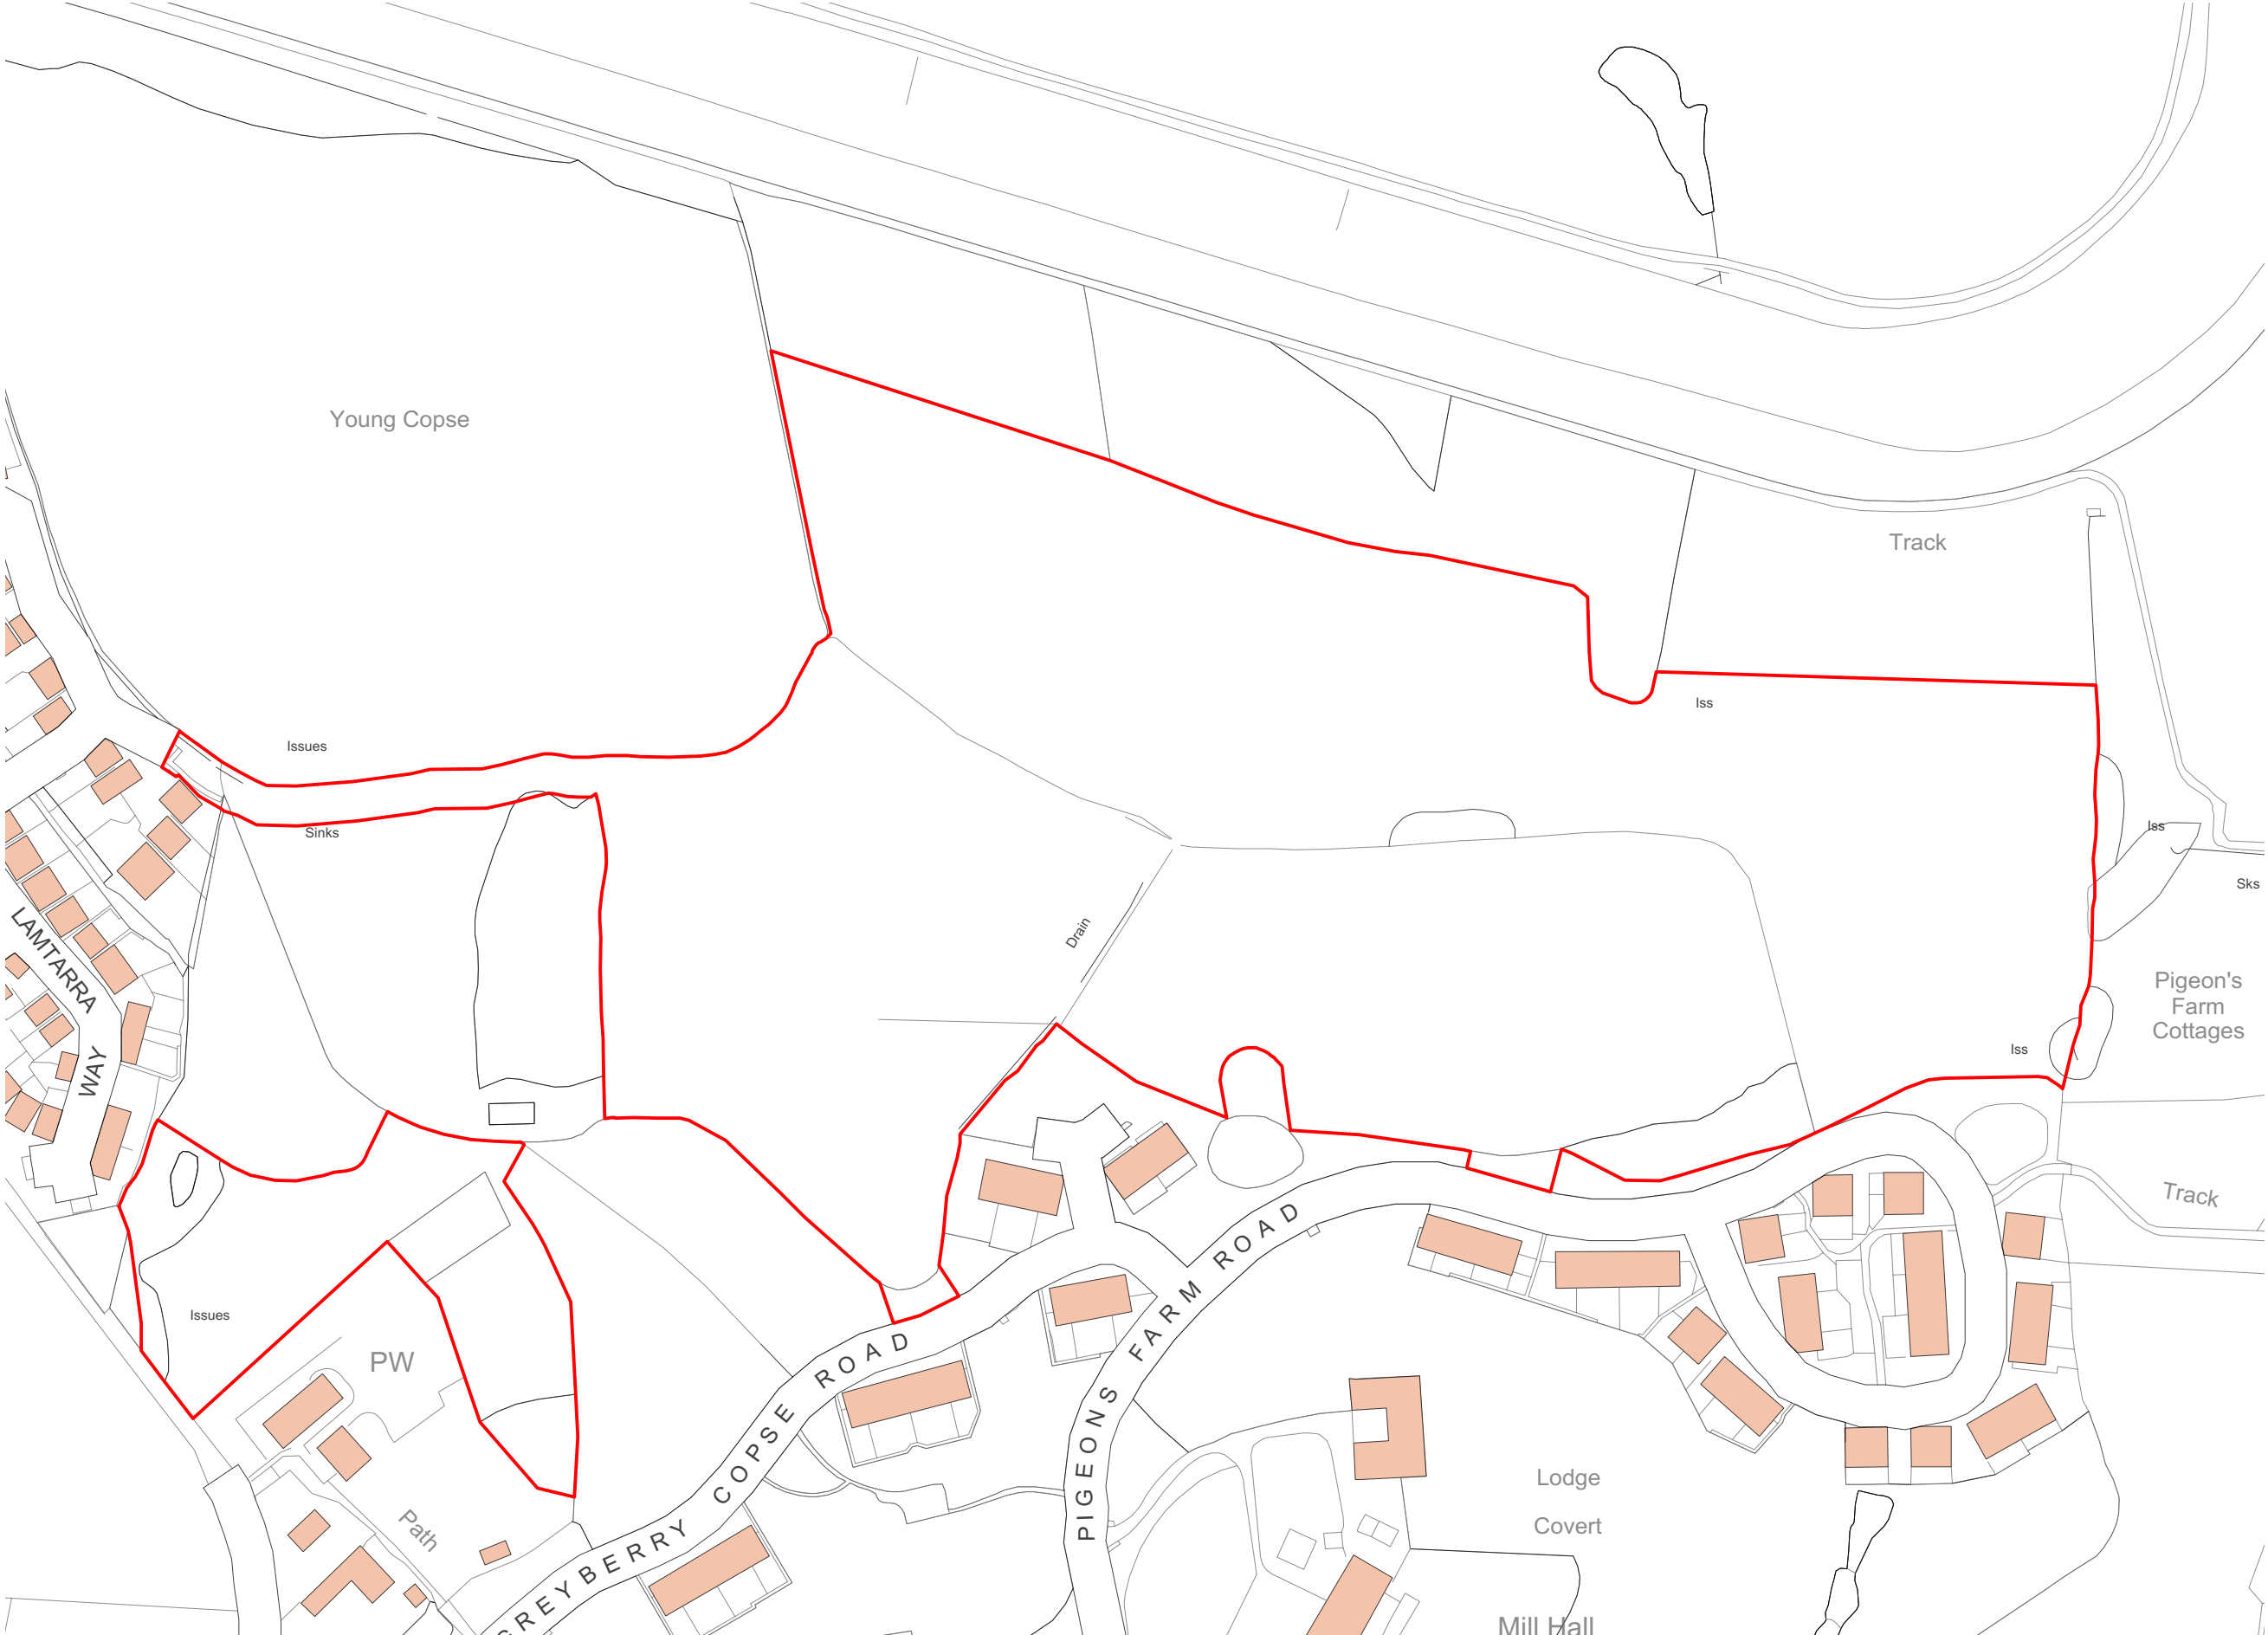 Young Copse
Track
Iss
Issues
Iss
Sinks
Sks
LAMTARRA
WAY
Drain
Pigeon's
Farm
Cottages
Iss
Track
Issues
PW
GREYBERRY COPSE ROAD
PIGEONS FARM ROAD
Path
Lodge
Covert
Mill Hall